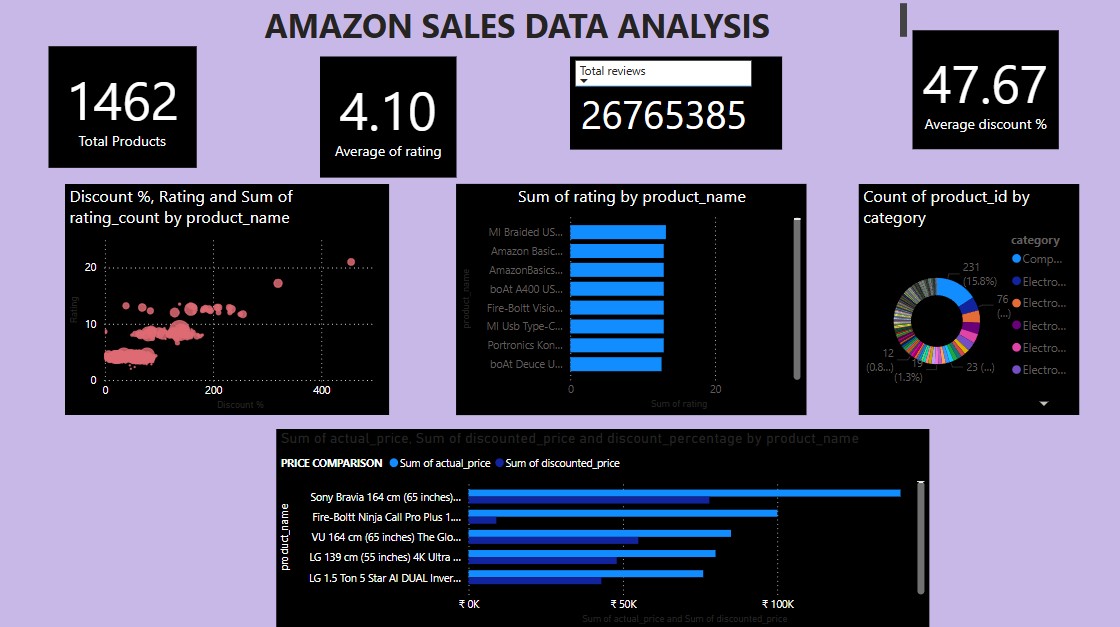 AMAZON SALES DATA ANALYSIS
1462
Total Products
4.10
Average of rating
Total reviews
26765385
47.67
Average discount %
Discount %, Rating and Sum of
rating_count by product_name
Rating
20
10
0
0
200
400
Discount %
Sum of rating by product_name
product_name
MI Braided US...
Amazon Basic...
AmazonBasics...
boAt A400 US...
Fire-Boltt Visio...
MI Usb Type-C...
Portronics Kon...
boAt Deuce U...
0
20
Sum of rating
Count of product_id by
category
category
Comp...
Electro...
Electro...
Electro...
Electro...
Electro...
231
(15.8%)
76
(...)
23 (...)
19
(1.3%)
12
(0.8...)
Sum of actual_price, Sum of discounted_price and discount_percentage by product_name
PRICE COMPARISON Sum of actual_price Sum of discounted_price
product_name
Sony Bravia 164 cm (65 inches)...
Fire-Boltt Ninja Call Pro Plus 1....
VU 164 cm (65 inches) The Glo...
LG 139 cm (55 inches) 4K Ultra ...
LG 1.5 Ton 5 Star AI DUAL Inver...
₹ 0K
₹ 50K
₹ 100K
Sum of actual_price and Sum of discounted_price